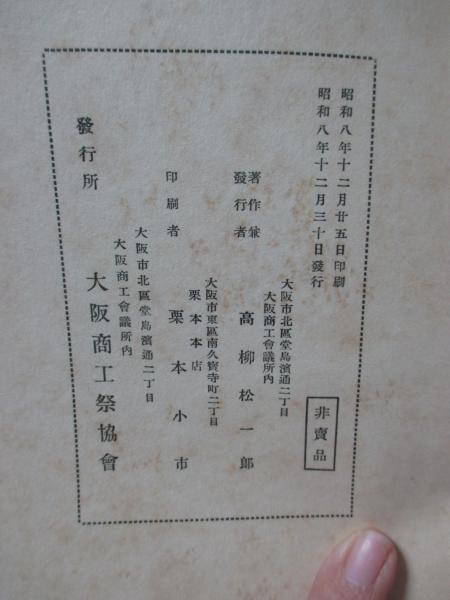 昭和八年十二月廿五日印刷
昭和八年十二月三十日發行
非賣品
著作兼
發行者
大阪市北區堂島濱通二丁目
大阪商工會議所內
高柳松一郎
印刷者
大阪市東區南久寶寺町二丁目
栗本本店
栗本小市
發行所
大阪市北區堂島濱通二丁目
大阪商工會議所內
大阪商工祭協會